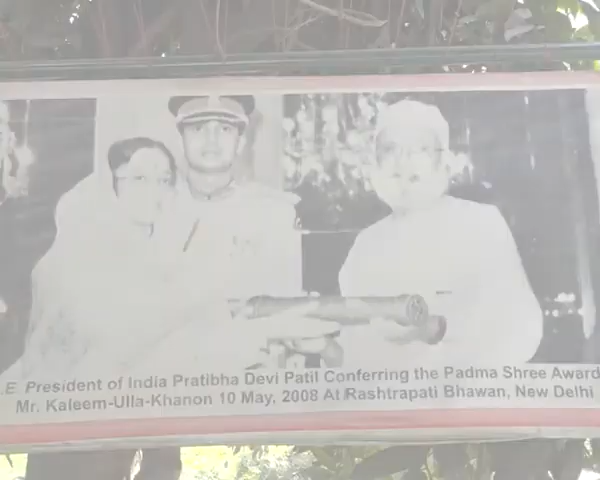 .E. President of India Pratibha Devi Patil Conferring the Padma Shree Award
Mr. Kaleem-Ulla-Khanon 10 May, 2008 At Rashtrapati Bhawan, New Delhi